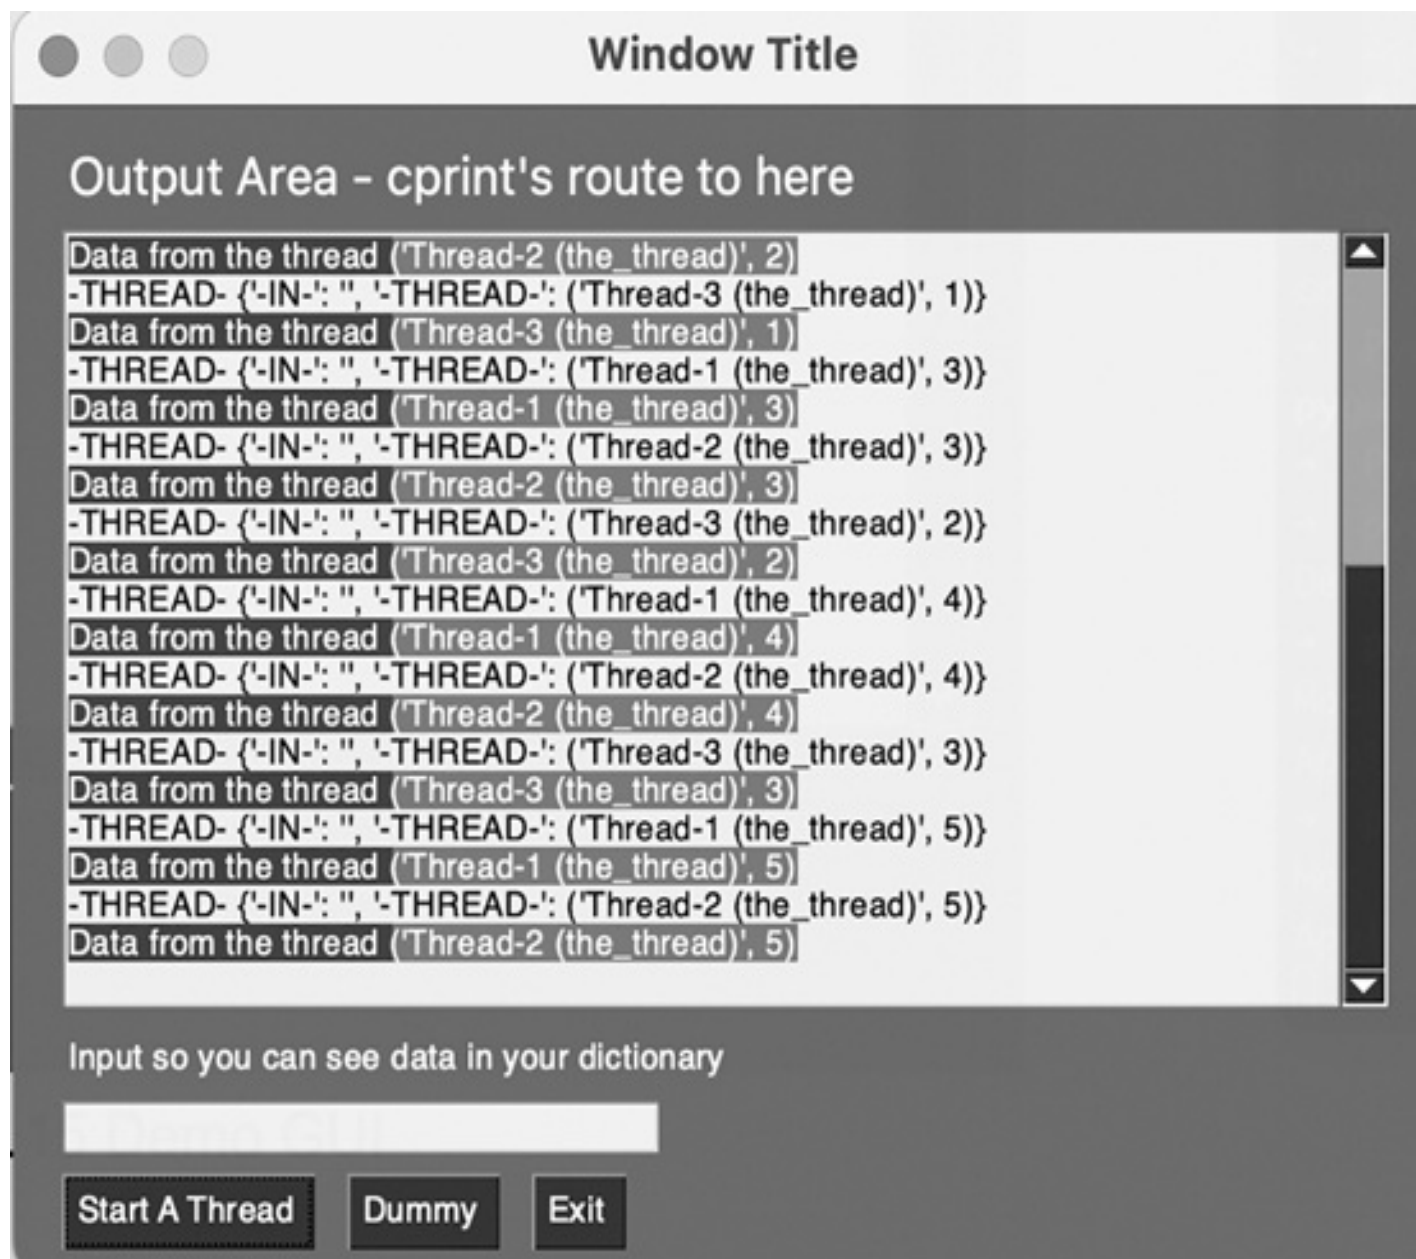 Window Title
Output Area - cprint's route to here
Data from the thread ('Thread-2 (the_thread)', 2)
-THREAD- {'-IN-': '', '-THREAD-': ('Thread-3 (the_thread)', 1)}
Data from the thread ('Thread-3 (the_thread)', 1)
-THREAD- {'-IN-': '', '-THREAD-': ('Thread-1 (the_thread)', 3)}
Data from the thread ('Thread-1 (the_thread)', 3)
-THREAD- {'-IN-': '', '-THREAD-': ('Thread-2 (the_thread)', 3)}
Data from the thread ('Thread-2 (the_thread)', 3)
-THREAD- {'-IN-': '', '-THREAD-': ('Thread-3 (the_thread)', 2)}
Data from the thread ('Thread-3 (the_thread)', 2)
-THREAD- {'-IN-': '', '-THREAD-': ('Thread-1 (the_thread)', 4)}
Data from the thread ('Thread-1 (the_thread)', 4)
-THREAD- {'-IN-': '', '-THREAD-': ('Thread-2 (the_thread)', 4)}
Data from the thread ('Thread-2 (the_thread)', 4)
-THREAD- {'-IN-': '', '-THREAD-': ('Thread-3 (the_thread)', 3)}
Data from the thread ('Thread-3 (the_thread)', 3)
-THREAD- {'-IN-': '', '-THREAD-': ('Thread-1 (the_thread)', 5)}
Data from the thread ('Thread-1 (the_thread)', 5)
-THREAD- {'-IN-': '', '-THREAD-': ('Thread-2 (the_thread)', 5)}
Data from the thread ('Thread-2 (the_thread)', 5)
Input so you can see data in your dictionary
Start A Thread Dummy Exit